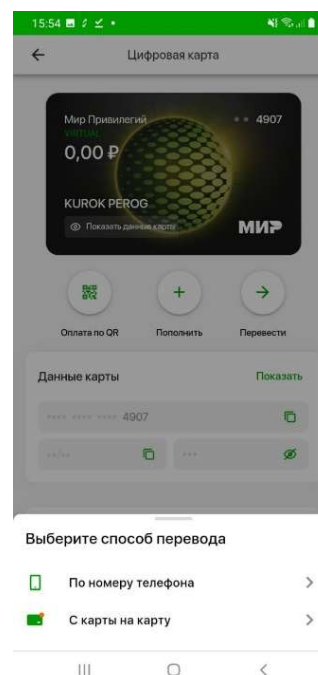 15:54
Цифровая карта
Мир Привилегий
•• 4907
VIRTUAL
0,00 ₽
KUROK PEROG
Показать данные карты
МИР
Оплата по QR
Пополнить
Перевести
Данные карты
Показать
•••• •••• •••• 4907
••/••
•••
Выберите способ перевода
По номеру телефона
С карты на карту